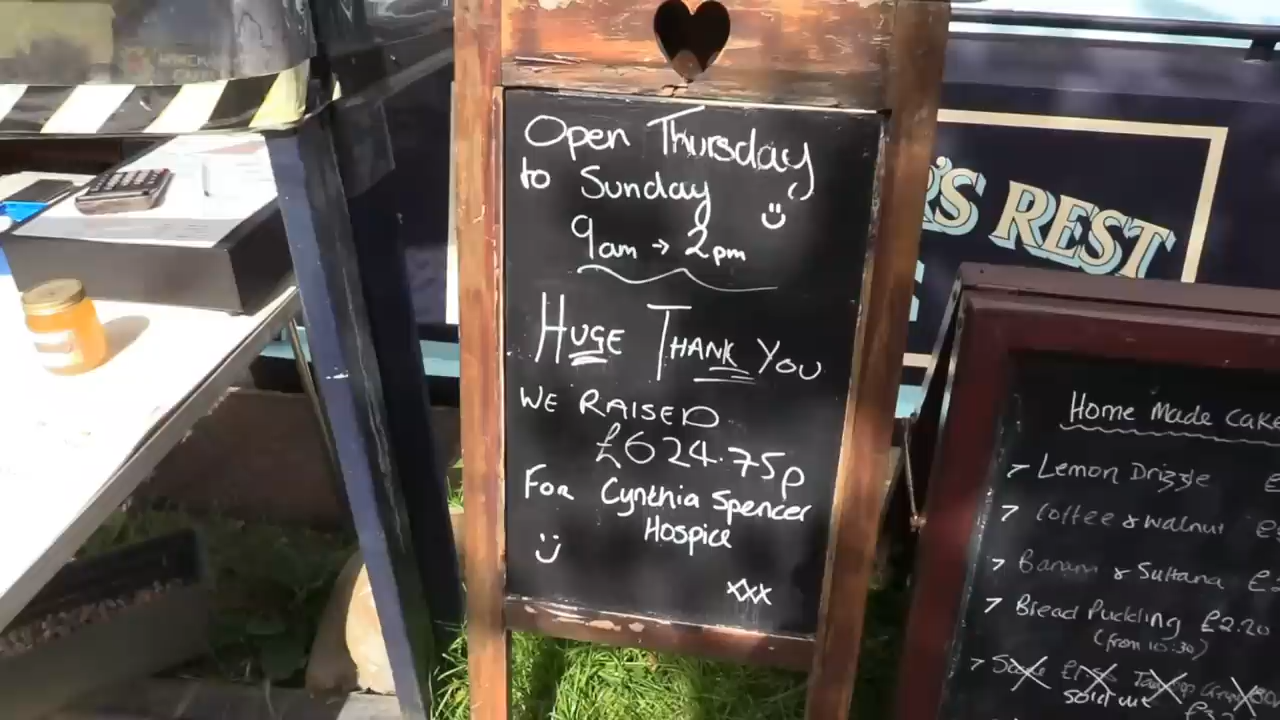 Open Thursday
to Sunday
9am → 2pm
HUGE THANK YOU
WE RAISED
£624.75p
FOR Cynthia Spencer
Hospice
xxx
'S REST
Home Made Cake
Lemon Drizzle £
Coffee & Walnut £
Banana & Sultana £
Bread Pudding £2.20
(from 10:30)
Sold out